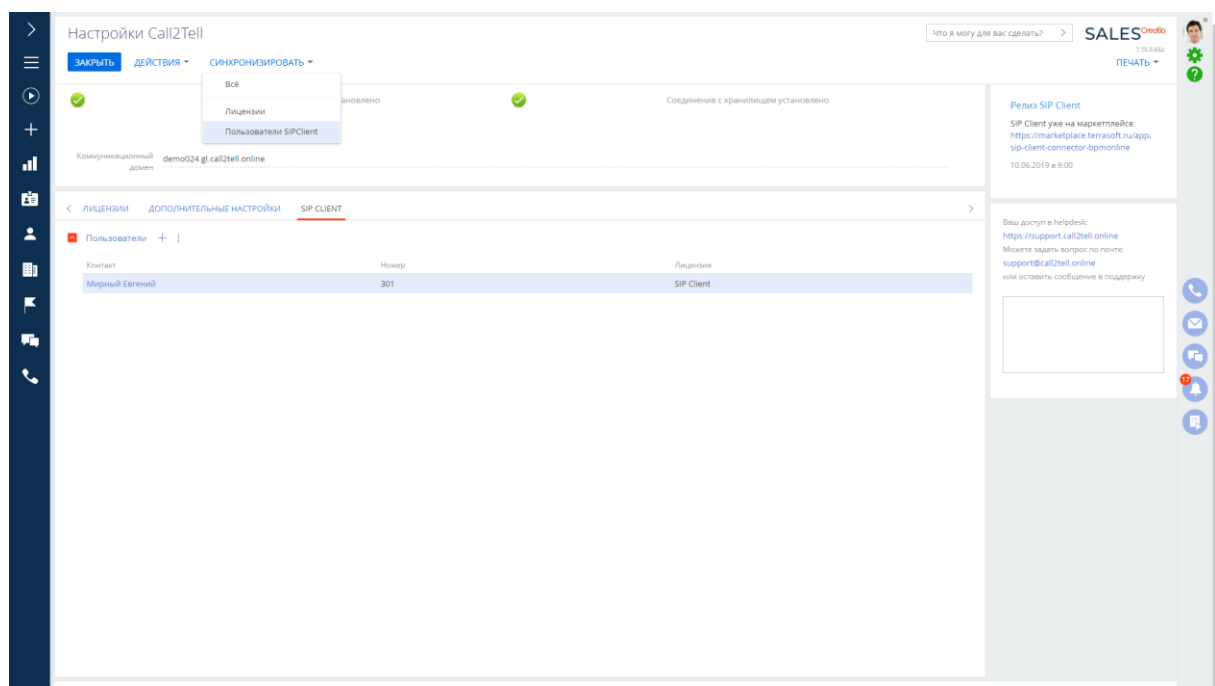 Настройки Call2Tell
Что я могу для вас сделать? >
SALES Creatio
7.15.0.634
ЗАКРЫТЬ ДЕЙСТВИЯ СИНХРОНИЗИРОВАТЬ
ПЕЧАТЬ
Всё
Лицензии
Пользователи SIPClient
ановлено
Соединение с хранилищем установлено
Коммуникационный домен demo024.gl.call2tell.online
Релиз SIP Client
SIP Client уже на маркетплейсе:
https://marketplace.terrasoft.ru/app-
sip-client-connector-bpmonline
10.06.2019 в 9:00
ЛИЦЕНЗИИ ДОПОЛНИТЕЛЬНЫЕ НАСТРОЙКИ SIP CLIENT
Пользователи
Контакт Номер Лицензия
Мирный Евгений 301 SIP Client
Ваш доступ в helpdesk:
https://support.call2tell.online
Можете задать вопрос по почте:
support@call2tell.online
или оставить сообщение в поддержку
17